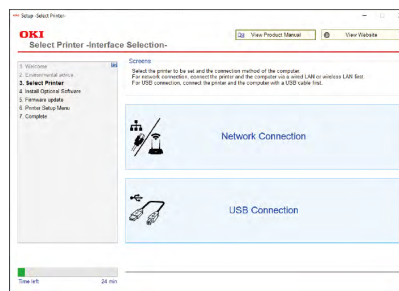 OKI Setup -Select Printer-
OKI
Select Printer -Interface Selection-
View Product Manual
View Website
1. Welcome
2. Environmental advice
3. Select Printer
4. Install Optional Software
5. Firmware update
6. Printer Setup Menu
7. Complete
Screens
Select the printer to be set and the connection method of the computer.
For network connection, connect the printer and the computer via a wired LAN or wireless LAN first.
For USB connection, connect the printer and the computer with a USB cable first.
Network Connection
USB Connection
Time left:
24 min